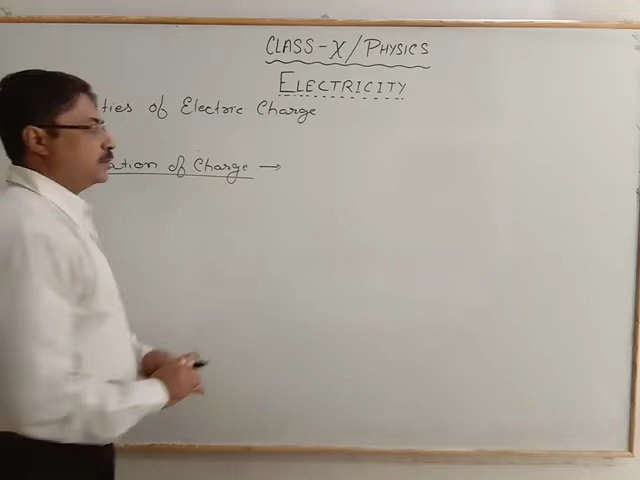 CLASS-X/PHYSICS
ELECTRICITY
ties of Electric Charge
ation of Charge →